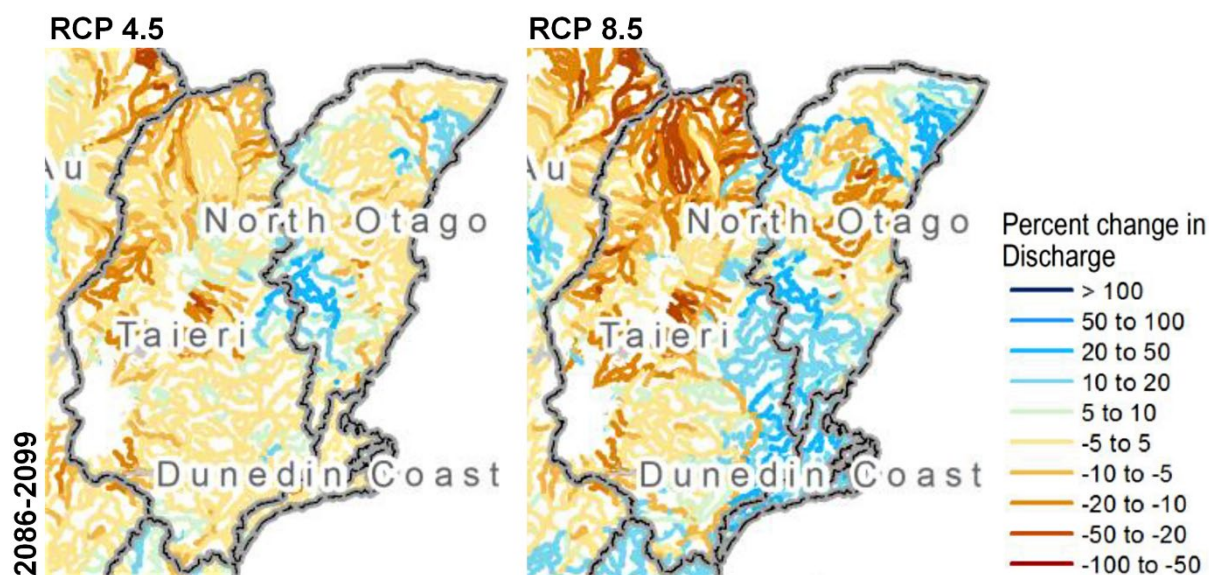 RCP 4.5
RCP 8.5
Au
Au
North Otago
North Otago
Taieri
Taieri
Dunedin Coast
Dunedin Coast
2086-2099
Percent change in
Discharge
> 100
50 to 100
20 to 50
10 to 20
5 to 10
-5 to 5
-10 to -5
-20 to -10
-50 to -20
-100 to -50